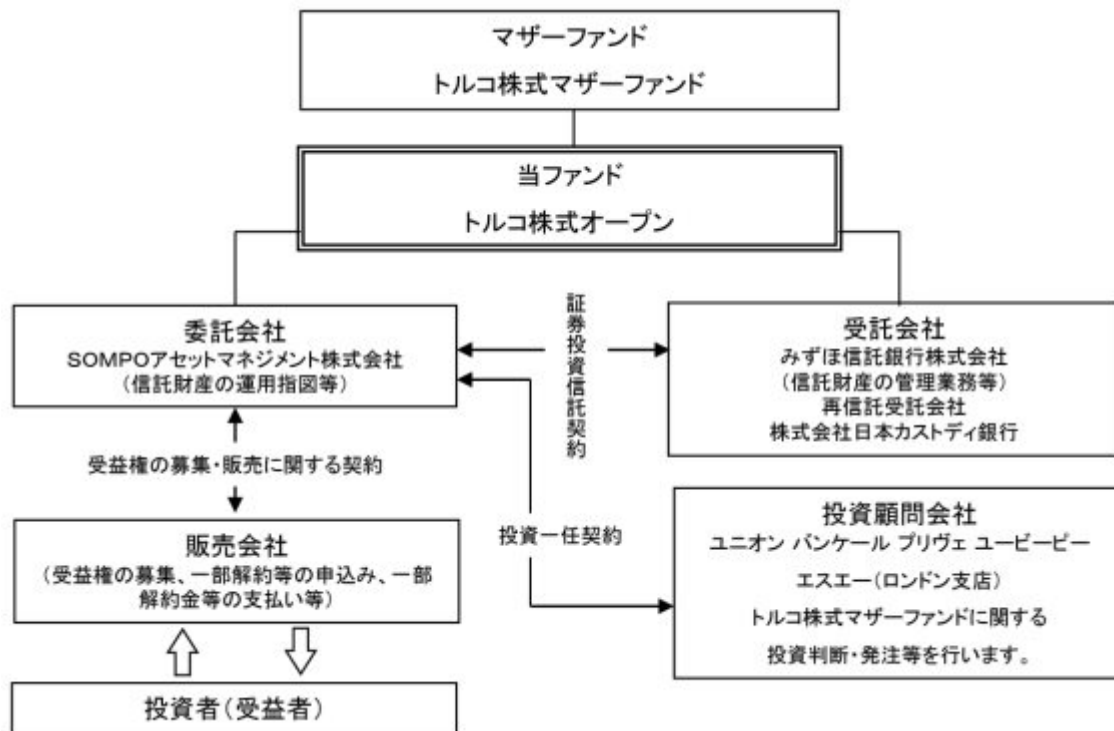 マザーファンド
トルコ株式マザーファンド
当ファンド
トルコ株式オープン
委託会社
SOMPOアセットマネジメント株式会社
(信託財産の運用指図等)
証券投資信託契約
受託会社
みずほ信託銀行株式会社
(信託財産の管理業務等)
再信託受託会社
株式会社日本カストディ銀行
受益権の募集・販売に関する契約
投資一任契約
販売会社
(受益権の募集、一部解約等の申込み、一部
解約金等の支払い等)
投資顧問会社
ユニオン バンケール プリヴェ ユービーピー
エスエー(ロンドン支店)
トルコ株式マザーファンドに関する
投資判断・発注等を行います。
投資者(受益者)